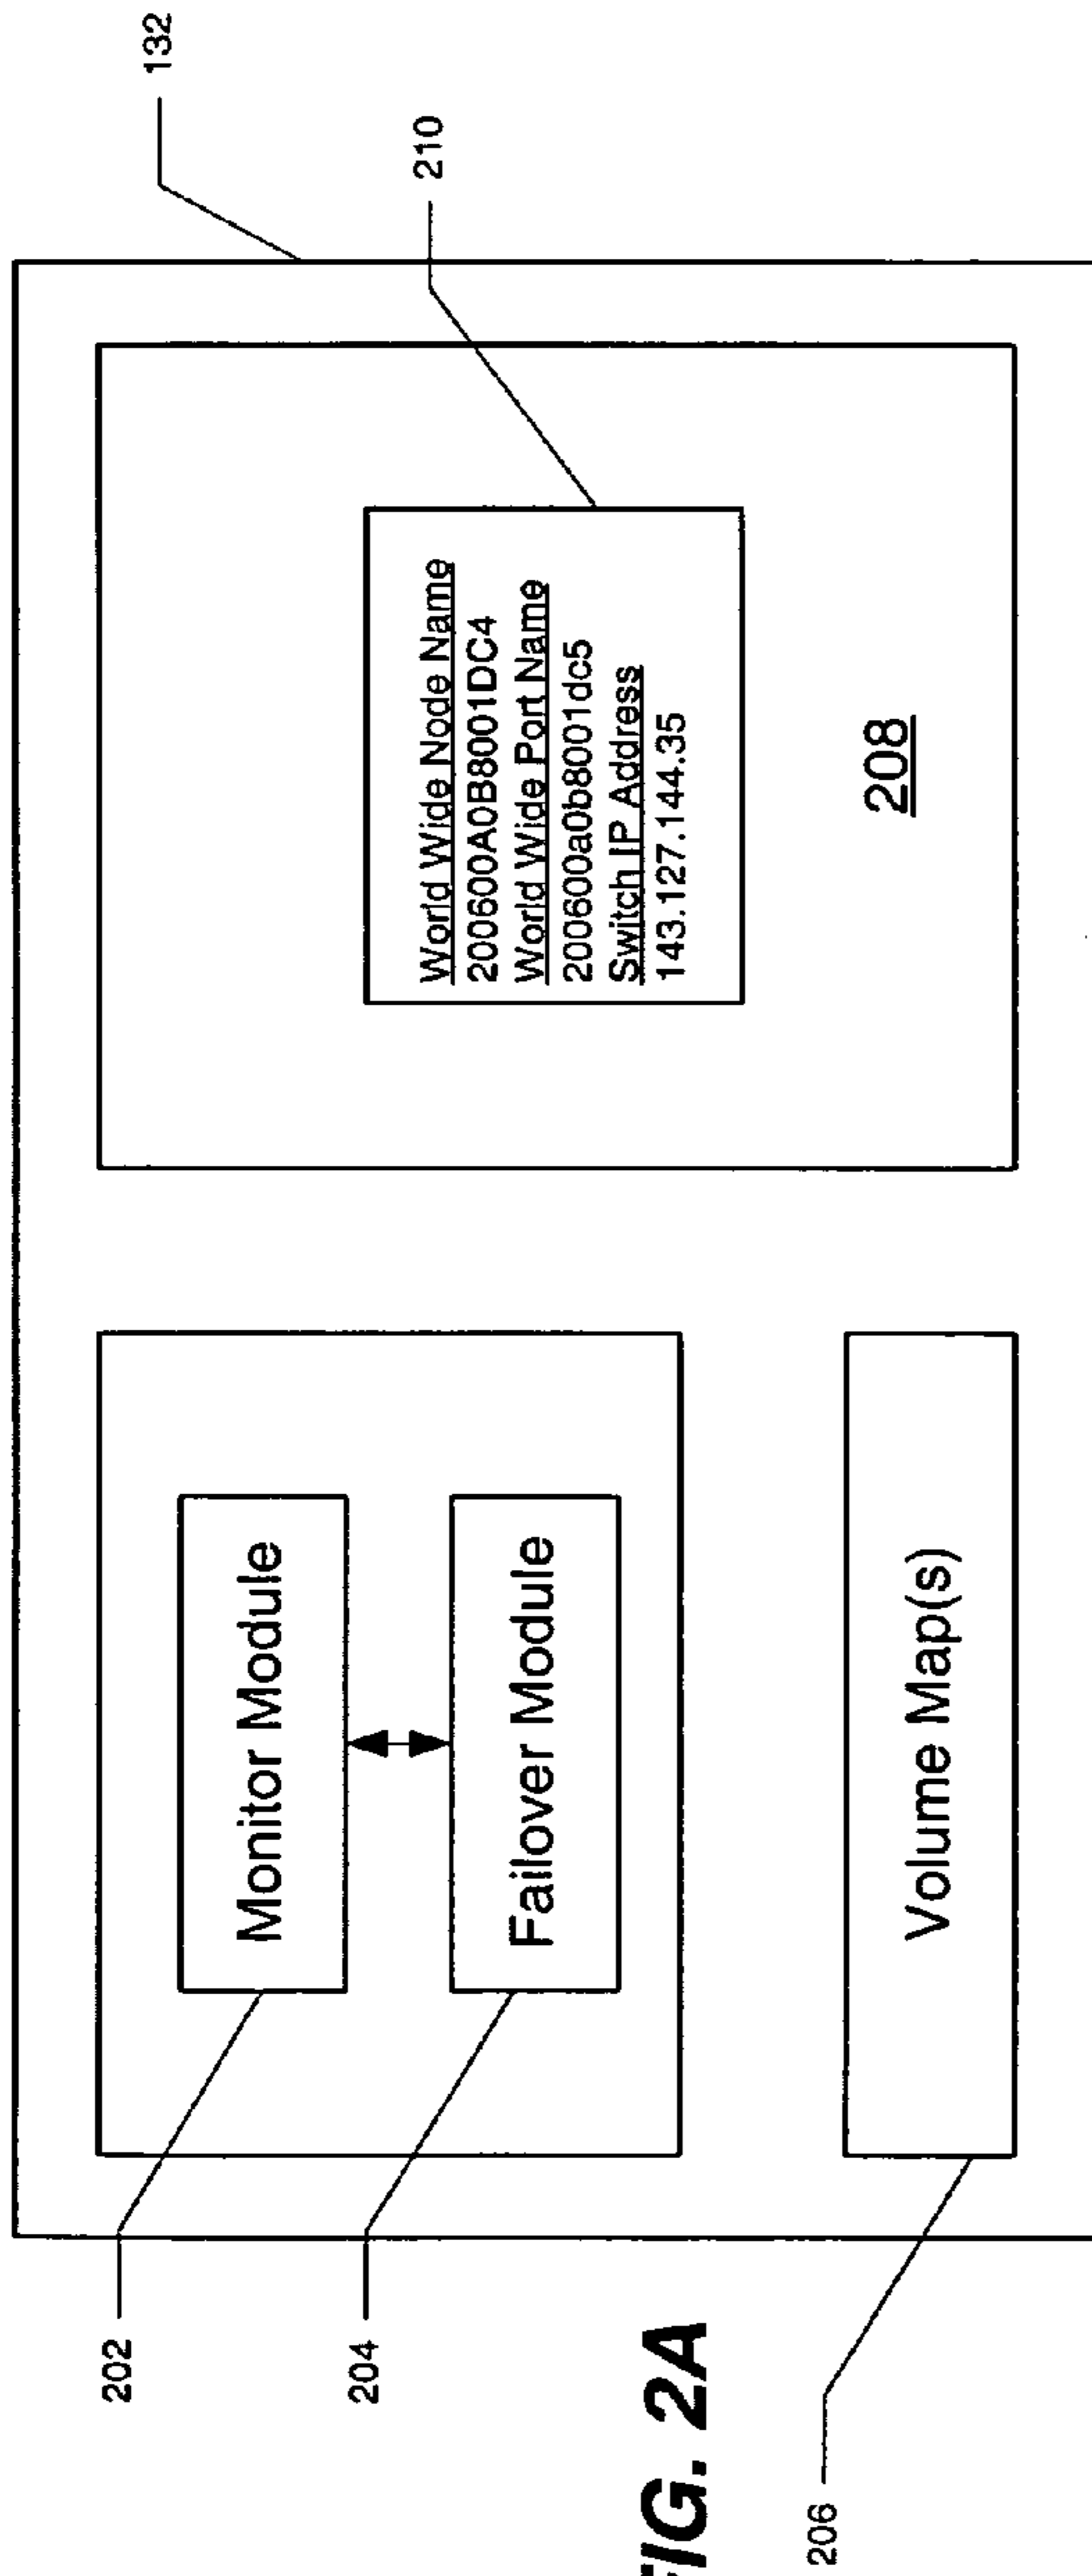 132
210
World Wide Node Name
200600A0B8001DC4
World Wide Port Name
200600a0b8001dc5
Switch IP Address
143.127.144.35
208
Monitor Module
Failover Module
Volume Map(s)
202
204
206
FIG. 2A